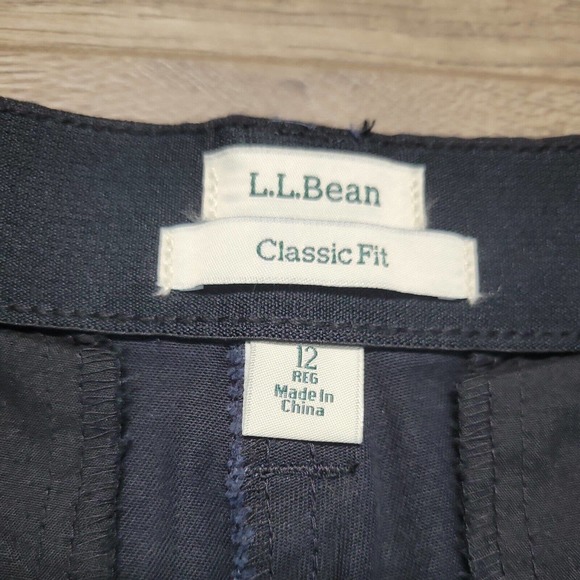 L.L.Bean
Classic Fit
12
REG
Made In
China